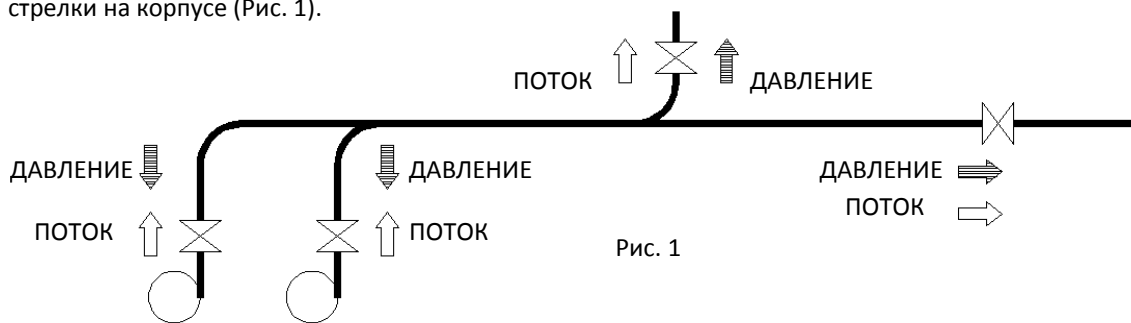 стрелки на корпусе (Рис. 1).
ПОТОК
ДАВЛЕНИЕ
ДАВЛЕНИЕ
ДАВЛЕНИЕ
ДАВЛЕНИЕ
ПОТОК
ПОТОК
ПОТОК
Рис. 1